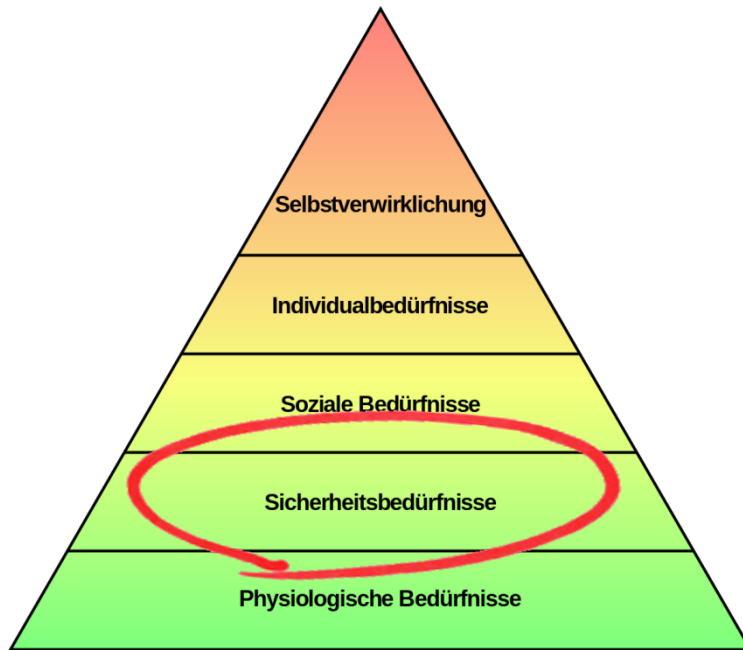 Selbstverwirklichung
Individualbedürfnisse
Soziale Bedürfnisse
Sicherheitsbedürfnisse
Physiologische Bedürfnisse